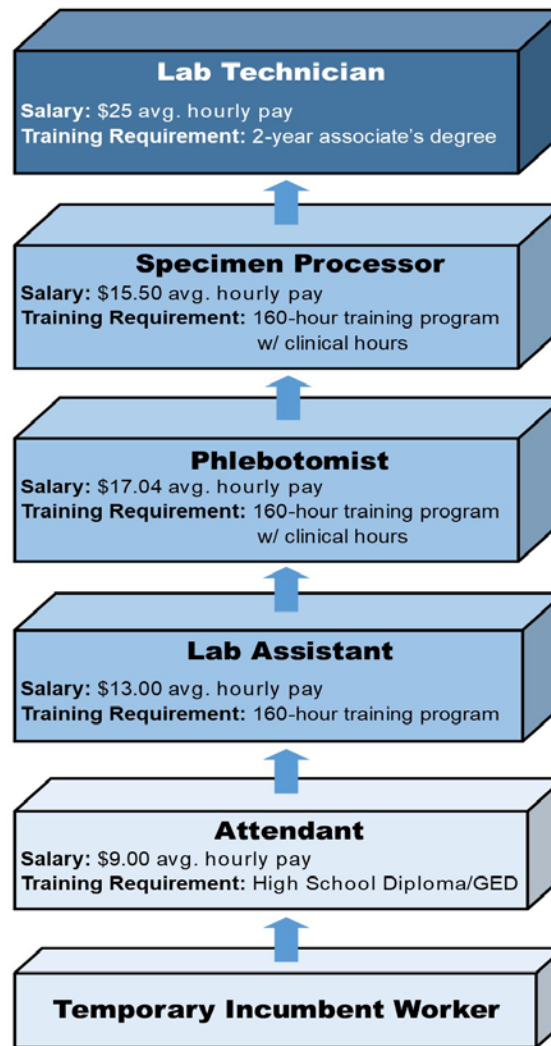 Lab Technician
Salary: $25 avg. hourly pay
Training Requirement: 2-year associate’s degree
Specimen Processor
Salary: $15.50 avg. hourly pay
Training Requirement: 160-hour training program
w/ clinical hours
Phlebotomist
Salary: $17.04 avg. hourly pay
Training Requirement: 160-hour training program
w/ clinical hours
Lab Assistant
Salary: $13.00 avg. hourly pay
Training Requirement: 160-hour training program
Attendant
Salary: $9.00 avg. hourly pay
Training Requirement: High School Diploma/GED
Temporary Incumbent Worker